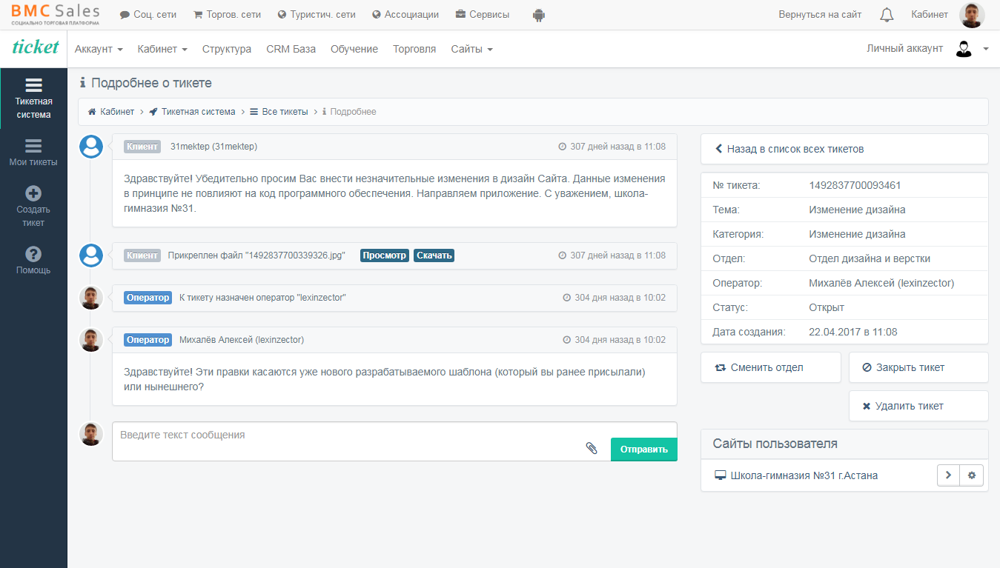 BMC Sales
СОЦИАЛЬНО ТОРГОВАЯ ПЛАТФОРМА
Соц. сети
Торгов. сети
Туристич. сети
Ассоциации
Сервисы
Вернуться на сайт
Кабинет
ticket
Аккаунт
Кабинет
Структура
CRM База
Обучение
Торговля
Сайты
Личный аккаунт
Тикетная
система
Мои тикеты
Создать
тикет
Помощь
Подробнее о тикете
Кабинет > Тикетная система > Все тикеты > Подробнее
Клиент 31mektep (31mektep) 307 дней назад в 11:08
Здравствуйте! Убедительно просим Вас внести незначительные изменения в дизайн Сайта. Данные изменения
в принципе не повлияют на код программного обеспечения. Направляем приложение. С уважением, школа-
гимназия №31.
Клиент Прикреплен файл "1492837700339326.jpg" Просмотр Скачать 307 дней назад в 11:08
Оператор К тикету назначен оператор "lexinzector" 304 дня назад в 10:02
Оператор Михалёв Алексей (lexinzector) 304 дня назад в 10:02
Здравствуйте! Эти правки касаются уже нового разрабатываемого шаблона (который вы ранее присылали)
или нынешнего?
Введите текст сообщения
Отправить
Назад в список всех тикетов
№ тикета: 1492837700093461
Тема: Изменение дизайна
Категория: Изменение дизайна
Отдел: Отдел дизайна и верстки
Оператор: Михалёв Алексей (lexinzector)
Статус: Открыт
Дата создания: 22.04.2017 в 11:08
Сменить отдел
Закрыть тикет
Удалить тикет
Сайты пользователя
Школа-гимназия №31 г.Астана